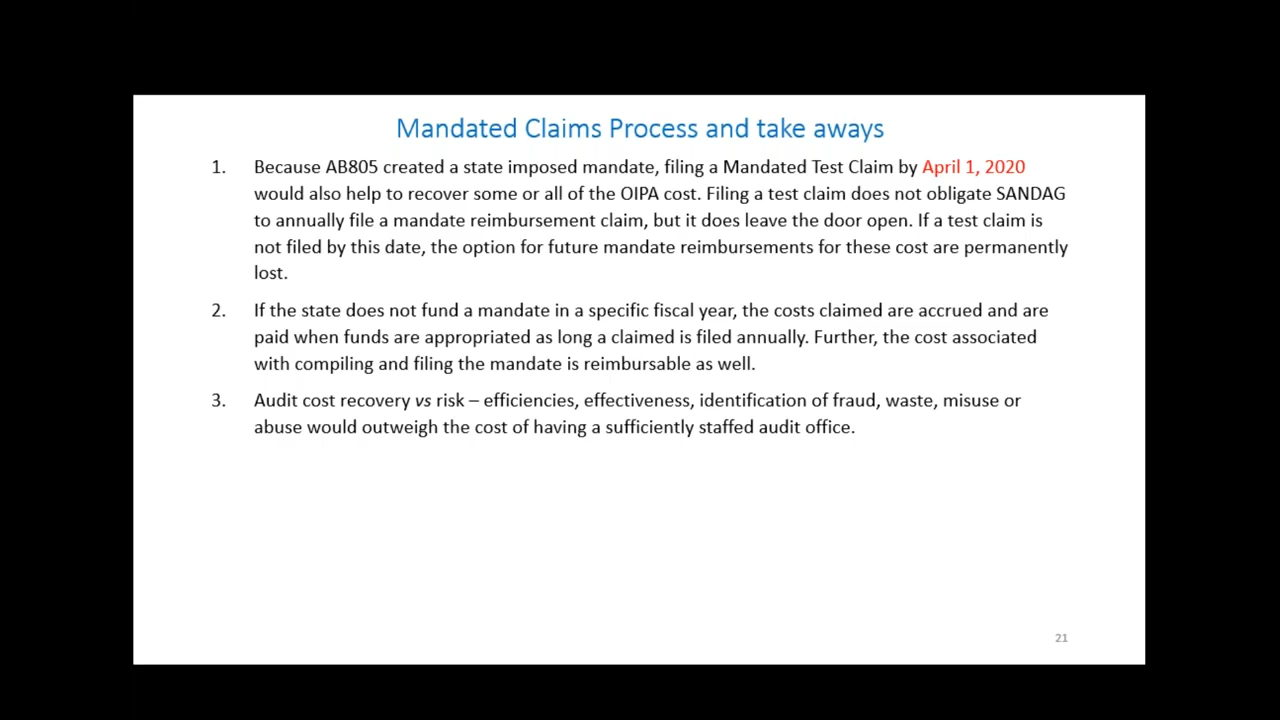 Mandated Claims Process and take aways
1. Because AB805 created a state imposed mandate, filing a Mandated Test Claim by April 1, 2020
would also help to recover some or all of the OIPA cost. Filing a test claim does not obligate SANDAG
to annually file a mandate reimbursement claim, but it does leave the door open. If a test claim is
not filed by this date, the option for future mandate reimbursements for these cost are permanently
lost.
2. If the state does not fund a mandate in a specific fiscal year, the costs claimed are accrued and are
paid when funds are appropriated as long a claimed is filed annually. Further, the cost associated
with compiling and filing the mandate is reimbursable as well.
3. Audit cost recovery vs risk – efficiencies, effectiveness, identification of fraud, waste, misuse or
abuse would outweigh the cost of having a sufficiently staffed audit office.
21